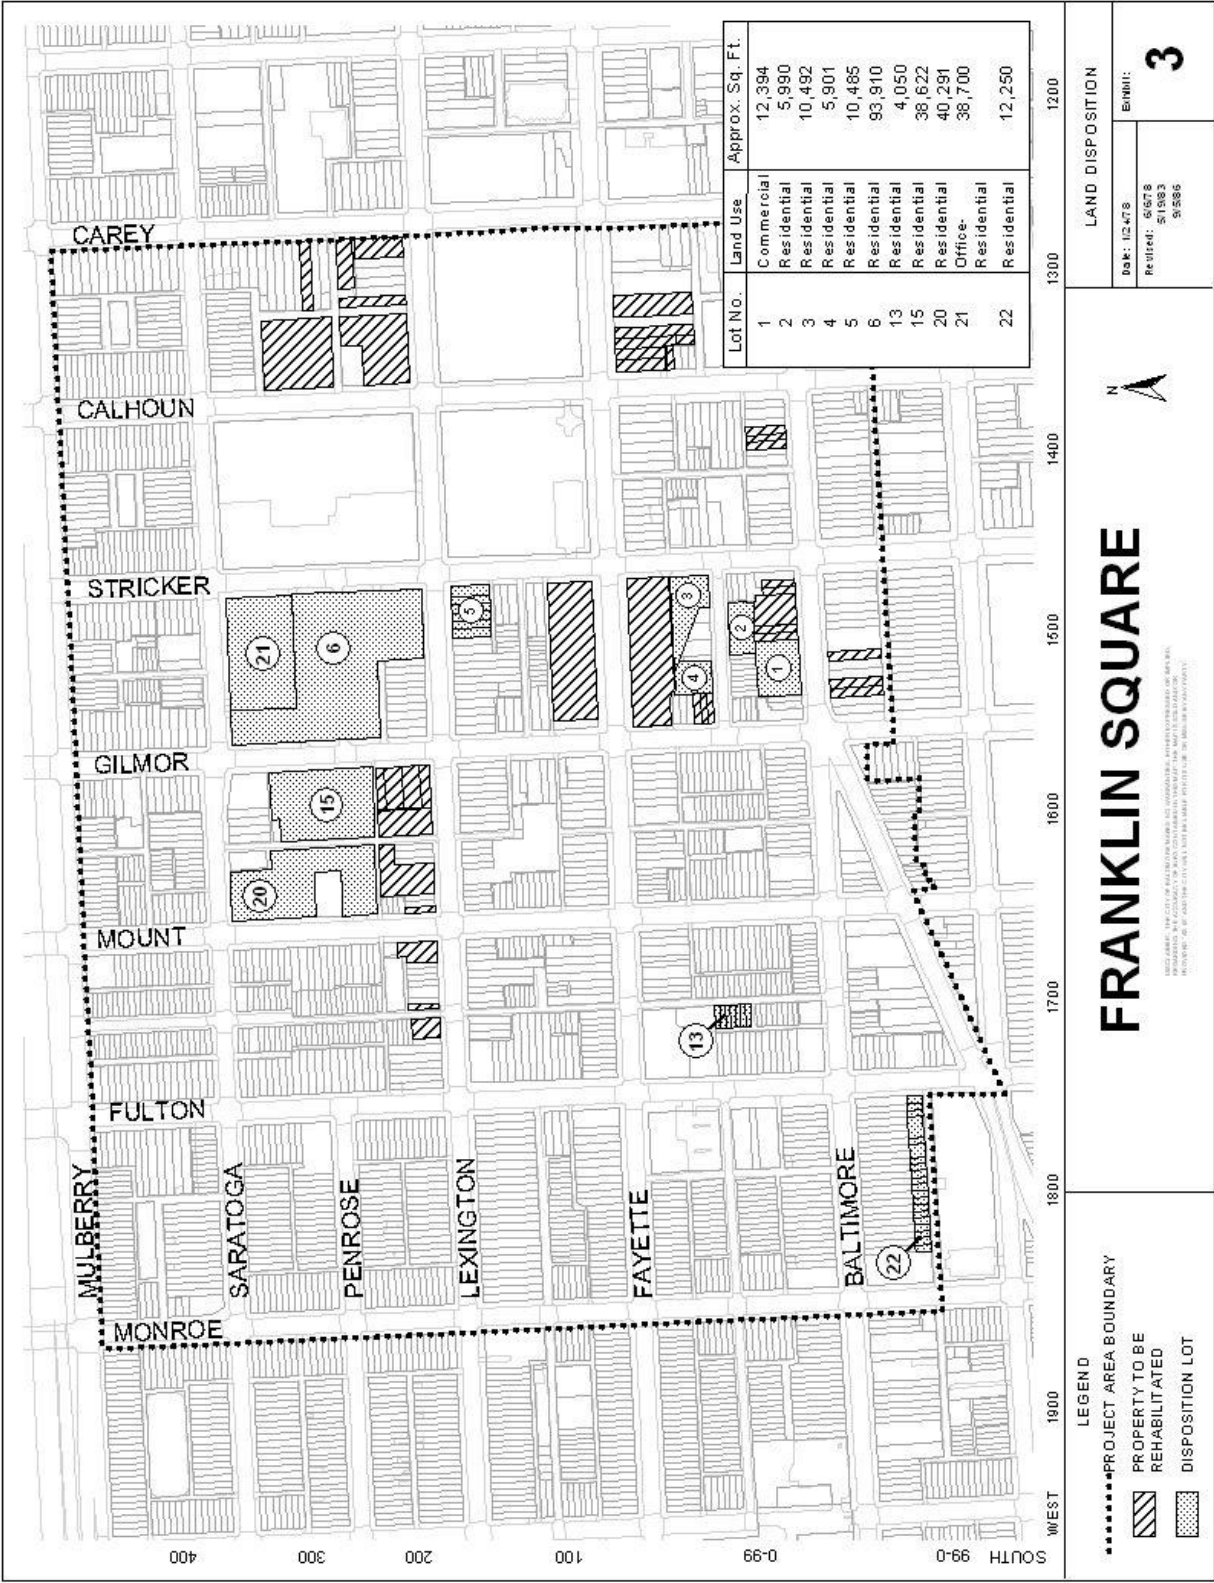 MULBERRY
SARATOGA
PENROSE
LEXINGTON
FAYETTE
BALTIMORE
MONROE
FULTON
MOUNT
GILMOR
STRICKER
CALHOUN
CAREY
400
300
200
100
0-99
0-99
SOUTH
WEST
1900
1800
1700
1600
1500
1400
1300
1200
21
6
5
15
20
3
4
2
1
13
22
Lot No. Land Use Approx. Sq. Ft.
1 Commercial 12,394
2 Residential 5,990
3 Residential 10,492
4 Residential 5,901
5 Residential 10,485
6 Residential 93,910
13 Residential 4,050
15 Residential 38,622
20 Residential 40,291
21 Office- 38,700
Residential
22 Residential 12,250
LEGEND
PROJECT AREA BOUNDARY
PROPERTY TO BE
REHABILITATED
DISPOSITION LOT
FRANKLIN SQUARE
N
LAND DISPOSITION
Revised: 6/6/78
5/19/83
9/5/86
Date:
Exhibit:
3